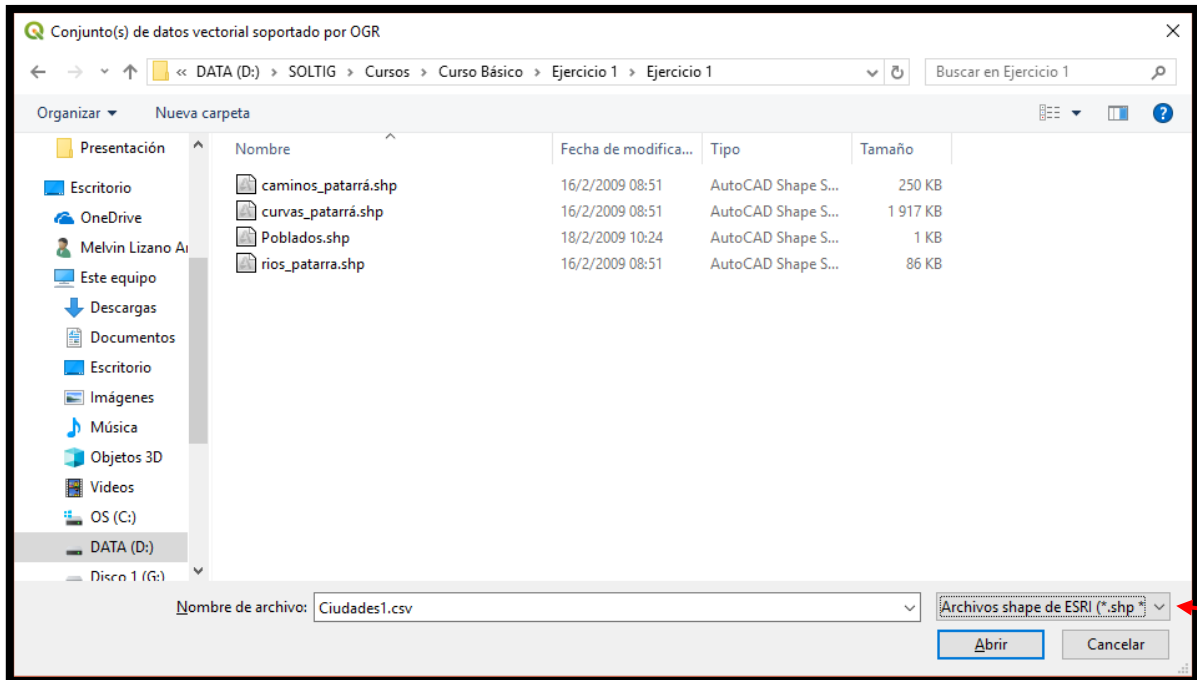 Conjunto(s) de datos vectorial soportado por OGR
« DATA (D:) › SOLTIG › Cursos › Curso Básico › Ejercicio 1 › Ejercicio 1
Buscar en Ejercicio 1
Organizar
Nueva carpeta
Presentación
Escritorio
OneDrive
Melvin Lizano Ar
Este equipo
Descargas
Documentos
Escritorio
Imágenes
Música
Objetos 3D
Videos
OS (C:)
DATA (D:)
Disco 1 (G:)
Nombre Fecha de modifica... Tipo Tamaño
caminos_patarrá.shp 16/2/2009 08:51 AutoCAD Shape S... 250 KB
curvas_patarrá.shp 16/2/2009 08:51 AutoCAD Shape S... 1 917 KB
Poblados.shp 18/2/2009 10:24 AutoCAD Shape S... 1 KB
rios_patarra.shp 16/2/2009 08:51 AutoCAD Shape S... 86 KB
Nombre de archivo: Ciudades1.csv
Archivos shape de ESRI (*.shp *
Abrir
Cancelar